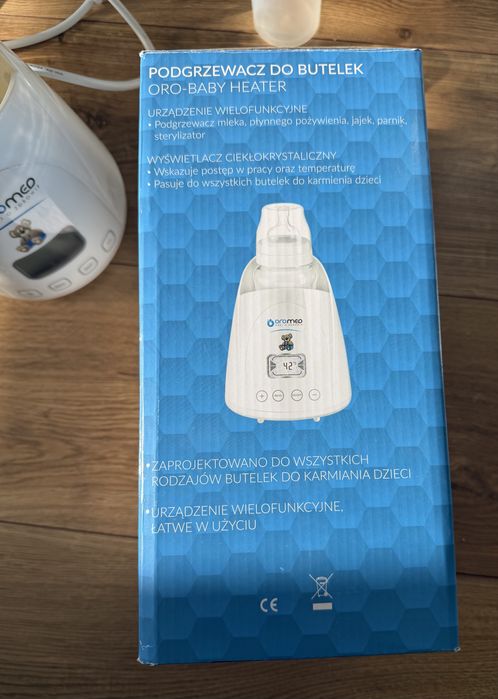 PODGRZEWACZ DO BUTELEK
ORO-BABY HEATER
URZĄDZENIE WIELOFUNKCYJNE
• Podgrzewacz mleka, płynnego pożywienia, jajek, parnik,
sterylizator
WYŚWIETLACZ CIEKŁOKRYSTALICZNY
• Wskazuje postęp w pracy oraz temperaturę
• Pasuje do wszystkich butelek do karmienia dzieci
oromed
42
• ZAPROJEKTOWANO DO WSZYSTKICH
RODZAJÓW BUTELEK DO KARMIANIA DZIECI
• URZĄDZENIE WIELOFUNKCYJNE,
ŁATWE W UŻYCIU
CE
oromed